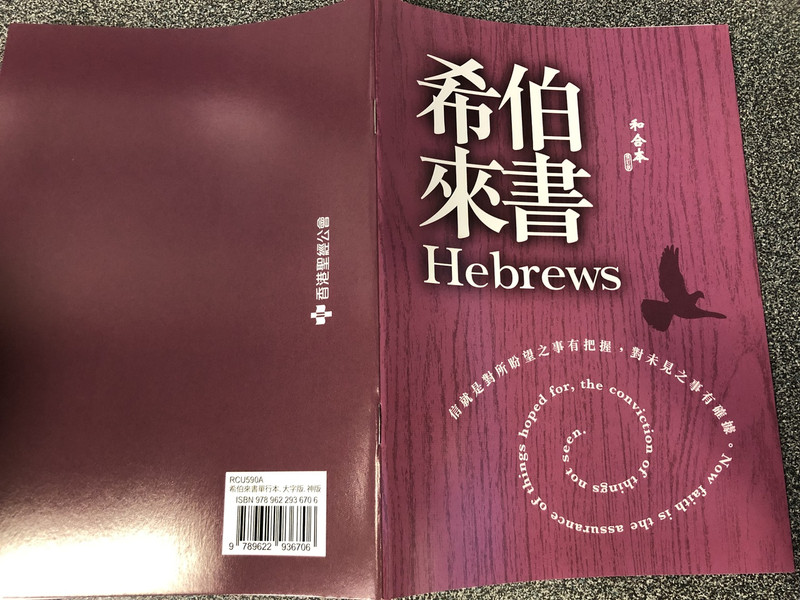 希伯
來書
Hebrews
和合本
修訂版
信就是對所盼望之事有把握，對未見之事有確據。Now faith is the assurance of things hoped for, the conviction of things not seen.
香港聖經公會
RCU590A
希伯來書單行本. 大字版. 神版
ISBN 978 962 293 670 6
9 789622 936706